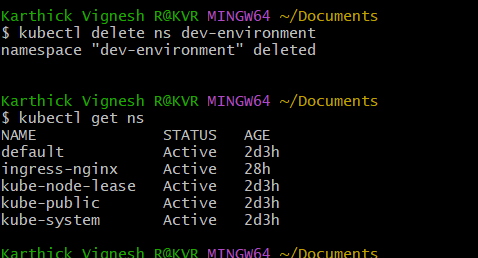 Karthick Vignesh R@KVR MINGW64 ~/Documents
$ kubectl delete ns dev-environment
namespace "dev-environment" deleted
Karthick Vignesh R@KVR MINGW64 ~/Documents
$ kubectl get ns
NAME STATUS AGE
default Active 2d3h
ingress-nginx Active 28h
kube-node-lease Active 2d3h
kube-public Active 2d3h
kube-system Active 2d3h
Karthick Vignesh R@KVR MINGW64 ~/Documents